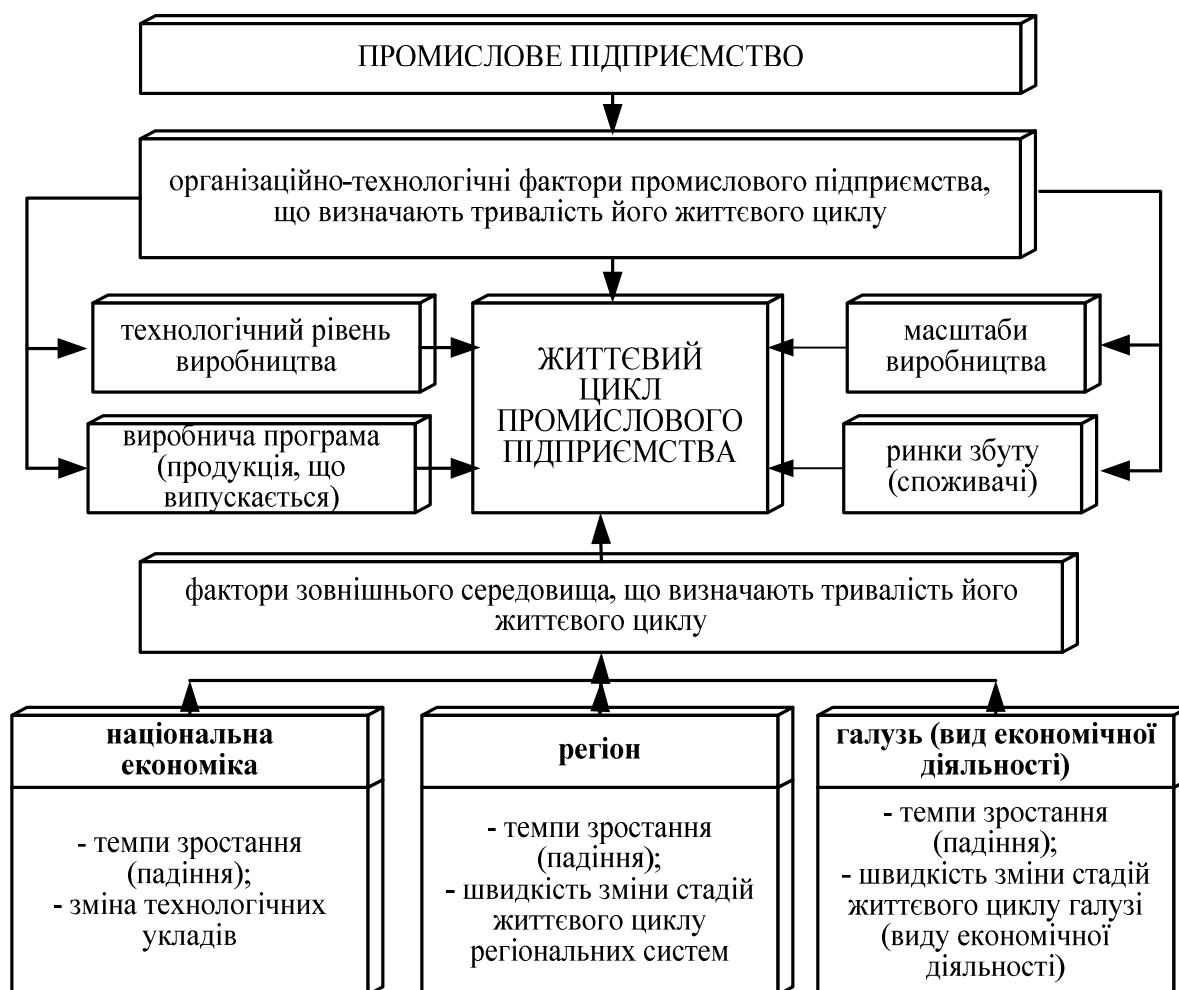 ПРОМИСЛОВЕ ПІДПРИЄМСТВО
організаційно-технологічні фактори промислового підприємства,
що визначають тривалість його життєвого циклу
технологічний рівень
виробництва
виробнича програма
(продукція, що
випускається)
ЖИТТЄВИЙ
ЦИКЛ
ПРОМИСЛОВОГО
ПІДПРИЄМСТВА
масштаби
виробництва
ринки збуту
(споживачі)
фактори зовнішнього середовища, що визначають тривалість його
життєвого циклу
національна
економіка
- темпи зростання
(падіння);
- зміна технологічних
укладів
регіон
- темпи зростання
(падіння);
- швидкість зміни стадій
життєвого циклу
регіональних систем
галузь (вид економічної
діяльності)
- темпи зростання
(падіння);
- швидкість зміни стадій
життєвого циклу галузі
(виду економічної
діяльності)